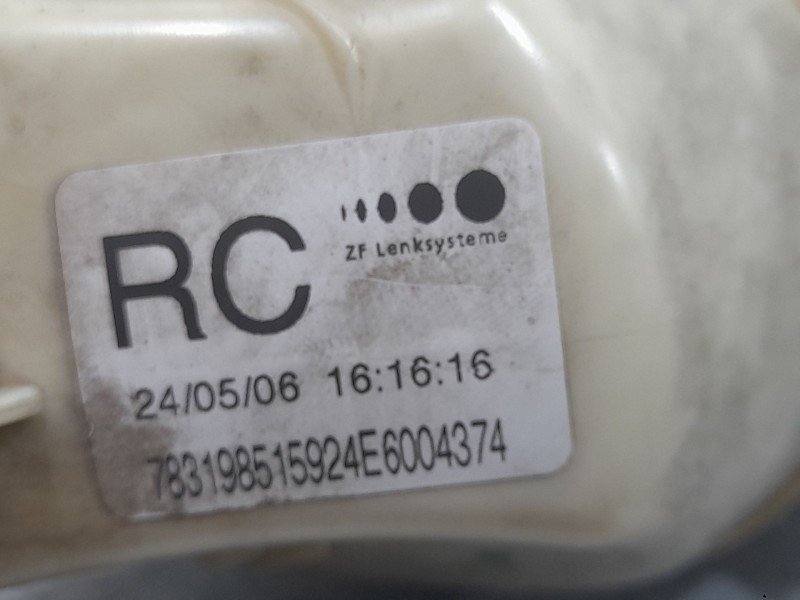 RC
ZF Lenksysteme
24/05/06 16:16:16
783198515924E6004374